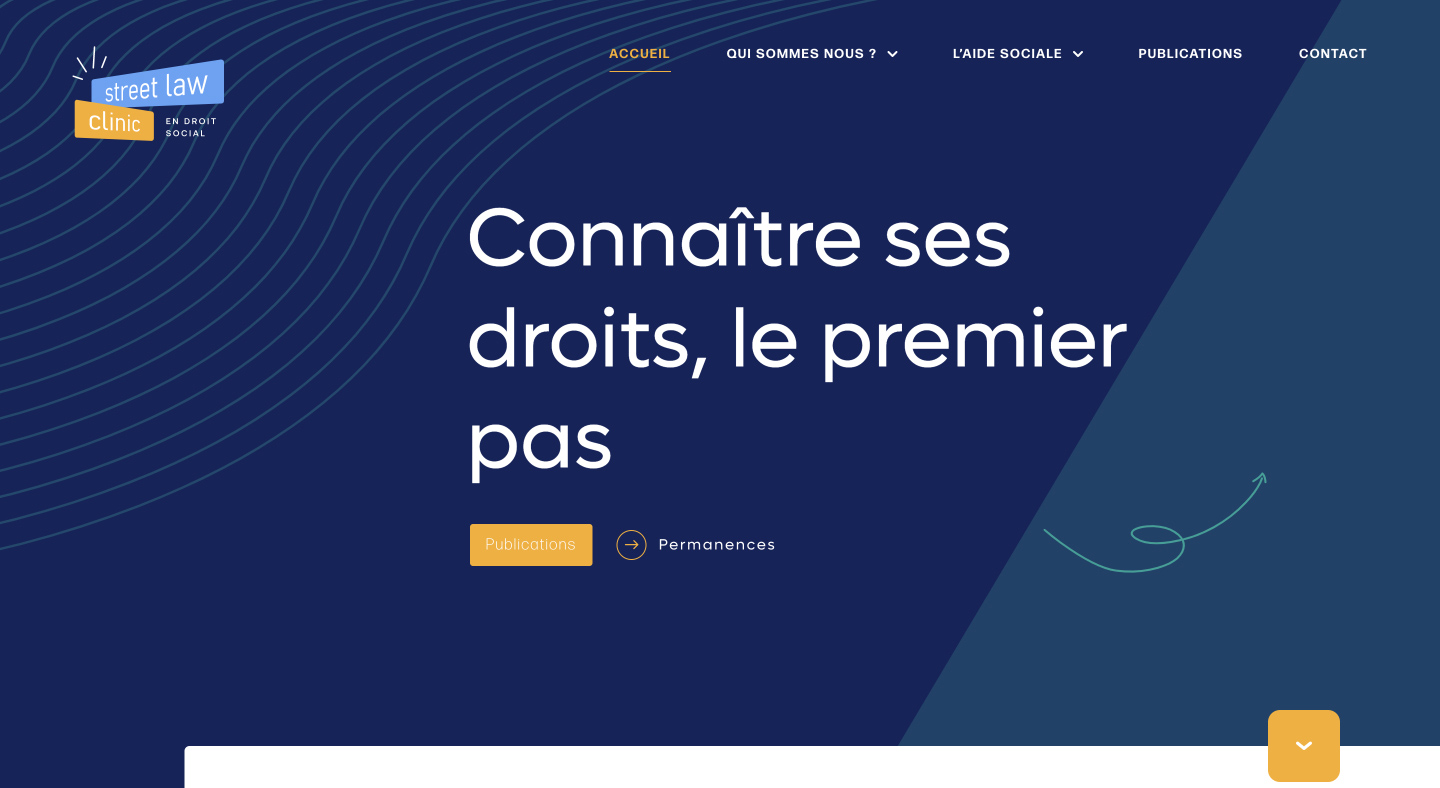 street law
clinic
EN DROIT
SOCIAL
ACCUEIL
QUI SOMMES NOUS ?
L’AIDE SOCIALE
PUBLICATIONS
CONTACT
Connaître ses
droits, le premier
pas
Publications
Permanences